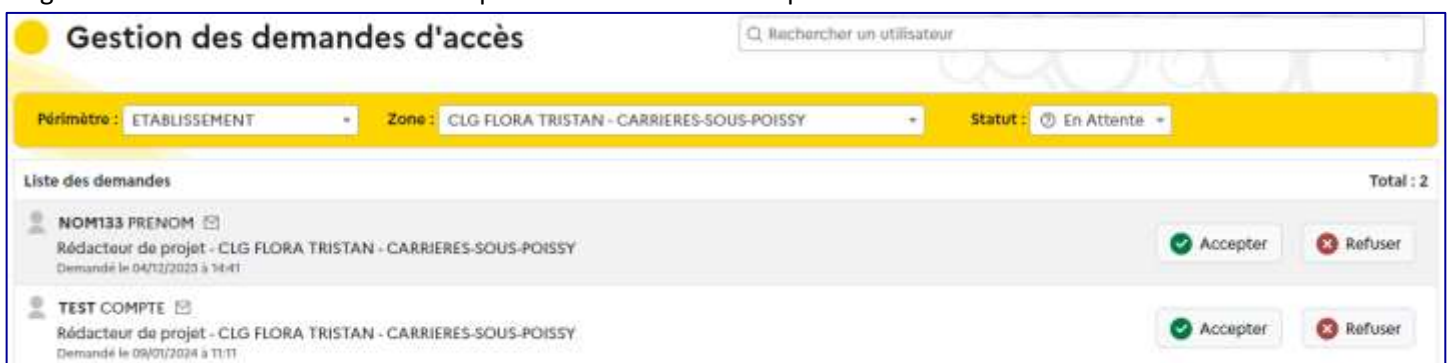 Gestion des demandes d'accès
Rechercher un utilisateur
Périmètre : ETABLISSEMENT Zone : CLG FLORA TRISTAN - CARRIERES-SOUS-POISSY Statut : En Attente
Liste des demandes Total : 2
NOM133 PRENOM
Rédacteur de projet - CLG FLORA TRISTAN - CARRIERES-SOUS-POISSY Accepter Refuser
Demandé le 04/12/2023 à 14:41
TEST COMPTE
Rédacteur de projet - CLG FLORA TRISTAN - CARRIERES-SOUS-POISSY Accepter Refuser
Demandé le 09/01/2024 à 11:11